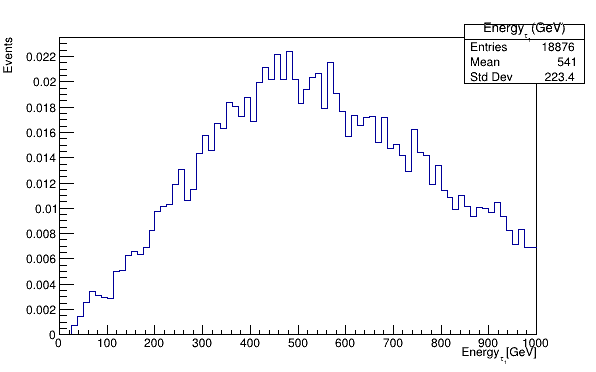 Energy_τ₁(GeV)
Entries 18876
Mean 541
Std Dev 223.4
Events
0.022
0.02
0.018
0.016
0.014
0.012
0.01
0.008
0.006
0.004
0.002
0
0 100 200 300 400 500 600 700 800 900 1000
Energy_τ₁[GeV]